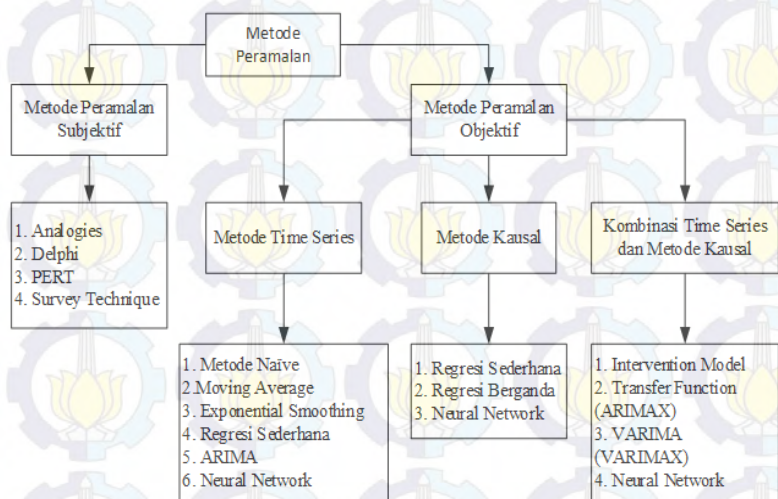 Metode
Peramalan
Metode Peramalan
Subjektif
Metode Peramalan
Objektif
1. Analogies
2. Delphi
3. PERT
4. Survey Technique
Metode Time Series
Metode Kausal
Kombinasi Time Series
dan Metode Kausal
1. Metode Naïve
2.Moving Average
3. Exponential Smoothing
4. Regresi Sederhana
5. ARIMA
6. Neural Network
1. Regresi Sederhana
2. Regresi Berganda
3. Neural Network
1. Intervention Model
2. Transfer Function
(ARIMAX)
3. VARIMA
(VARIMAX)
4. Neural Network